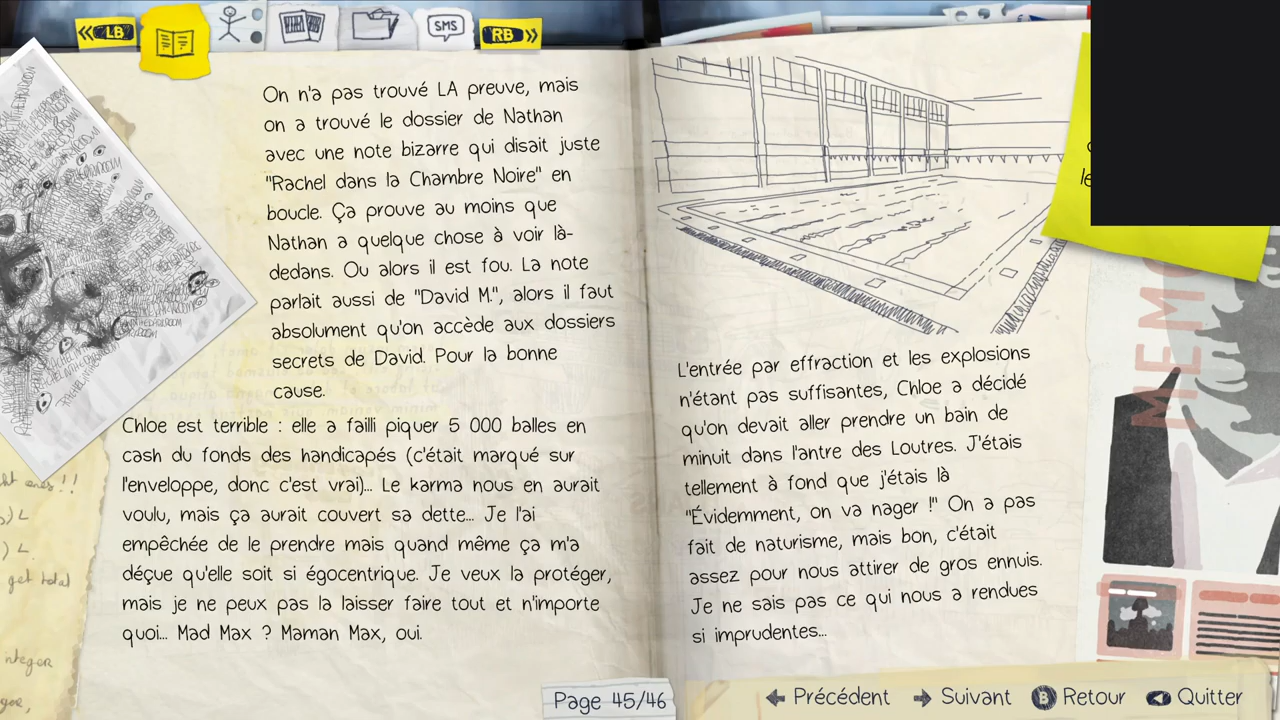 LB
SMS
RB
On n'a pas trouvé LA preuve, mais
on a trouvé le dossier de Nathan
avec une note bizarre qui disait juste
"Rachel dans la Chambre Noire" en
boucle. Ça prouve au moins que
Nathan a quelque chose à voir là-
dedans. Ou alors il est fou. La note
parlait aussi de "David M.", alors il faut
absolument qu'on accède aux dossiers
secrets de David. Pour la bonne
cause.
Chloe est terrible : elle a failli piquer 5 000 balles en
cash du fonds des handicapés (c'était marqué sur
l'enveloppe, donc c'est vrai)... Le karma nous en aurait
voulu, mais ça aurait couvert sa dette... Je l'ai
empêchée de le prendre mais quand même ça m'a
déçue qu'elle soit si égocentrique. Je veux la protéger,
mais je ne peux pas la laisser faire tout et n'importe
quoi... Mad Max ? Maman Max, oui.
L'entrée par effraction et les explosions
n'étant pas suffisantes, Chloe a décidé
qu'on devait aller prendre un bain de
minuit dans l'antre des Loutres. J'étais
tellement à fond que j'étais là
"Évidemment, on va nager !" On a pas
fait de naturisme, mais bon, c'était
assez pour nous attirer de gros ennuis.
Je ne sais pas ce qui nous a rendues
si imprudentes...
MEMO
get total
Page 45/46
Précédent
Suivant
B Retour
Quitter